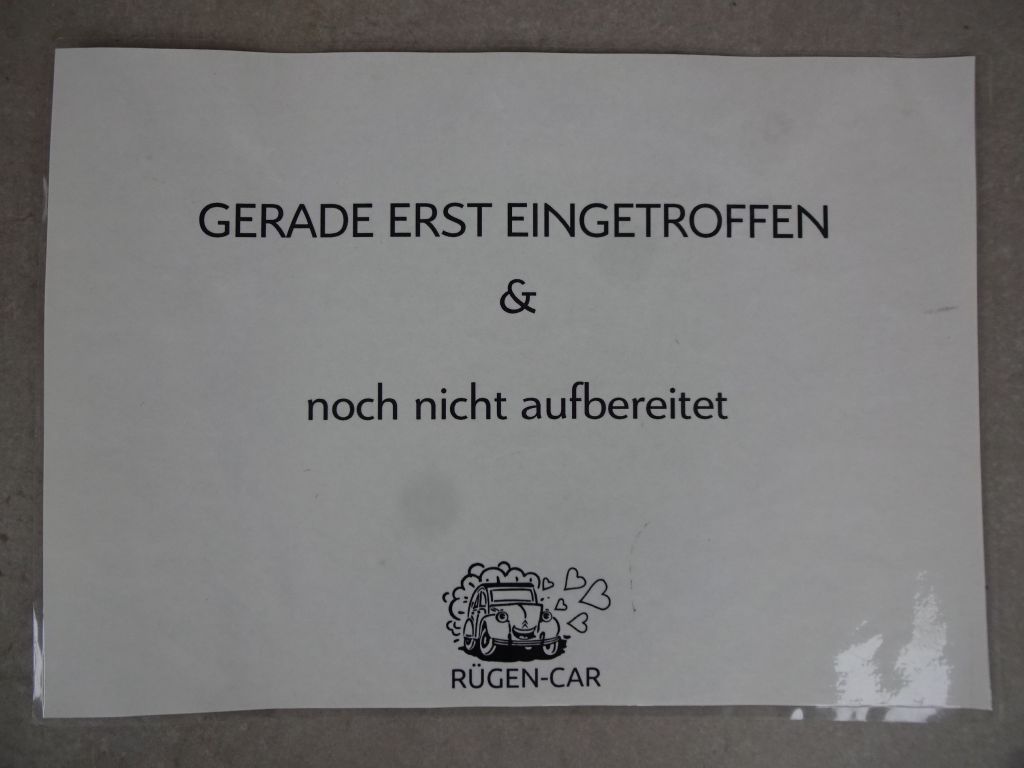 GERADE ERST EINGETROFFEN
&
noch nicht aufbereitet
RÜGEN-CAR